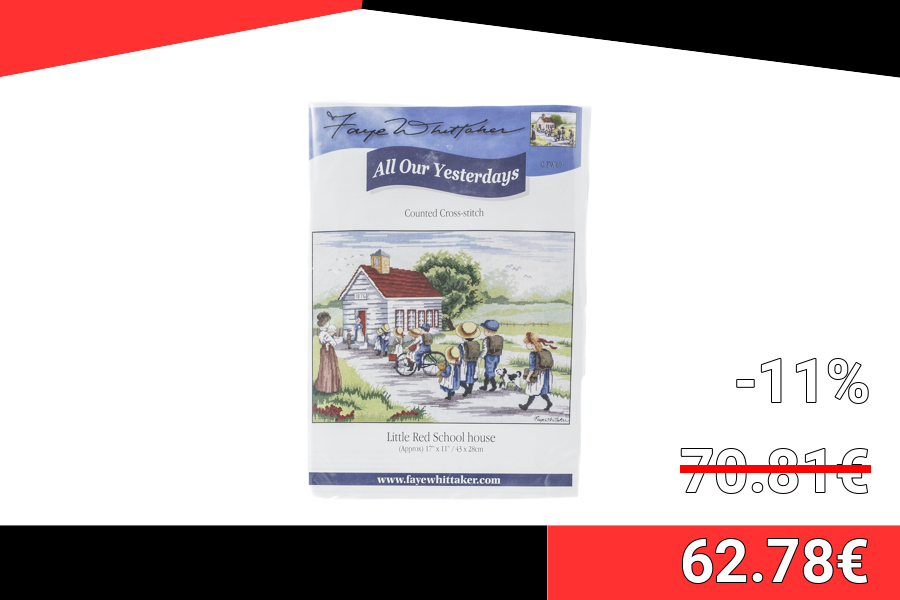 Faye Whittaker
All Our Yesterdays
Counted Cross-stitch
Little Red School house
(Approx) 17" x 11" / 43 x 28cm
www.fayewhittaker.com
-11%
70.81€
62.78€